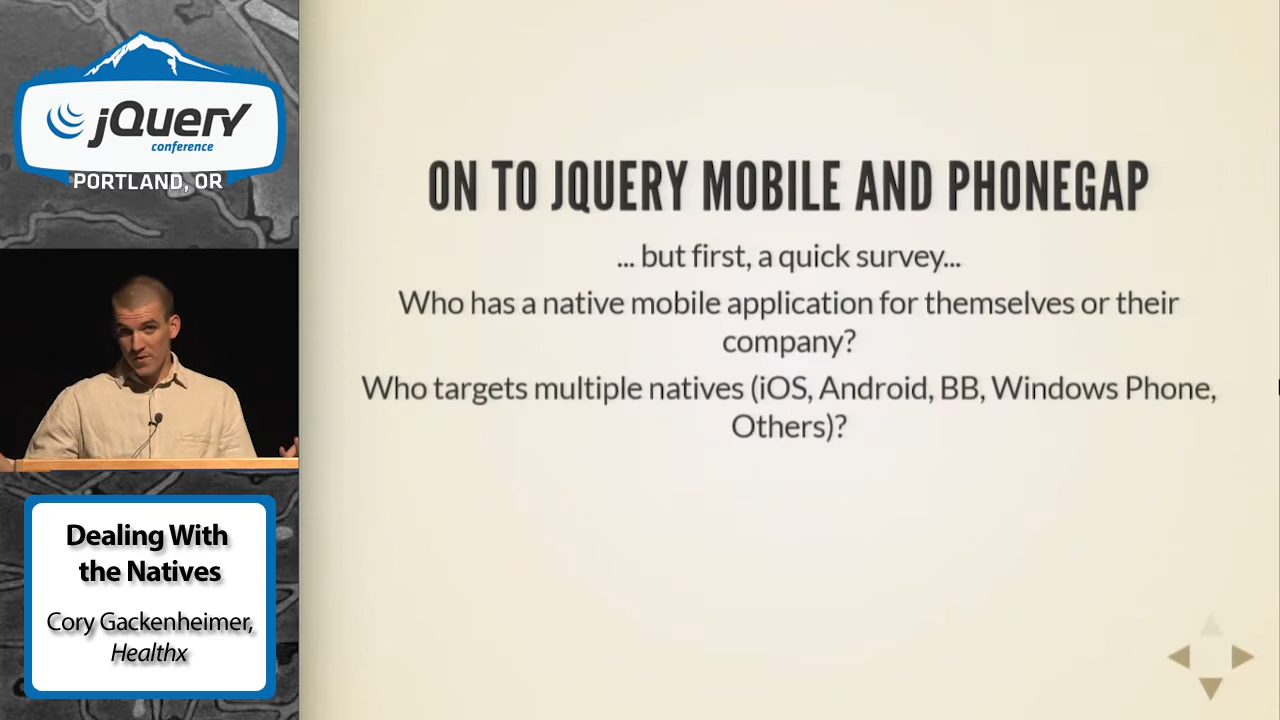 jQuery
conference
PORTLAND, OR
Dealing With
the Natives
Cory Gackenheimer,
Healthx
ON TO JQUERY MOBILE AND PHONEGAP
... but first, a quick survey...
Who has a native mobile application for themselves or their
company?
Who targets multiple natives (iOS, Android, BB, Windows Phone,
Others)?